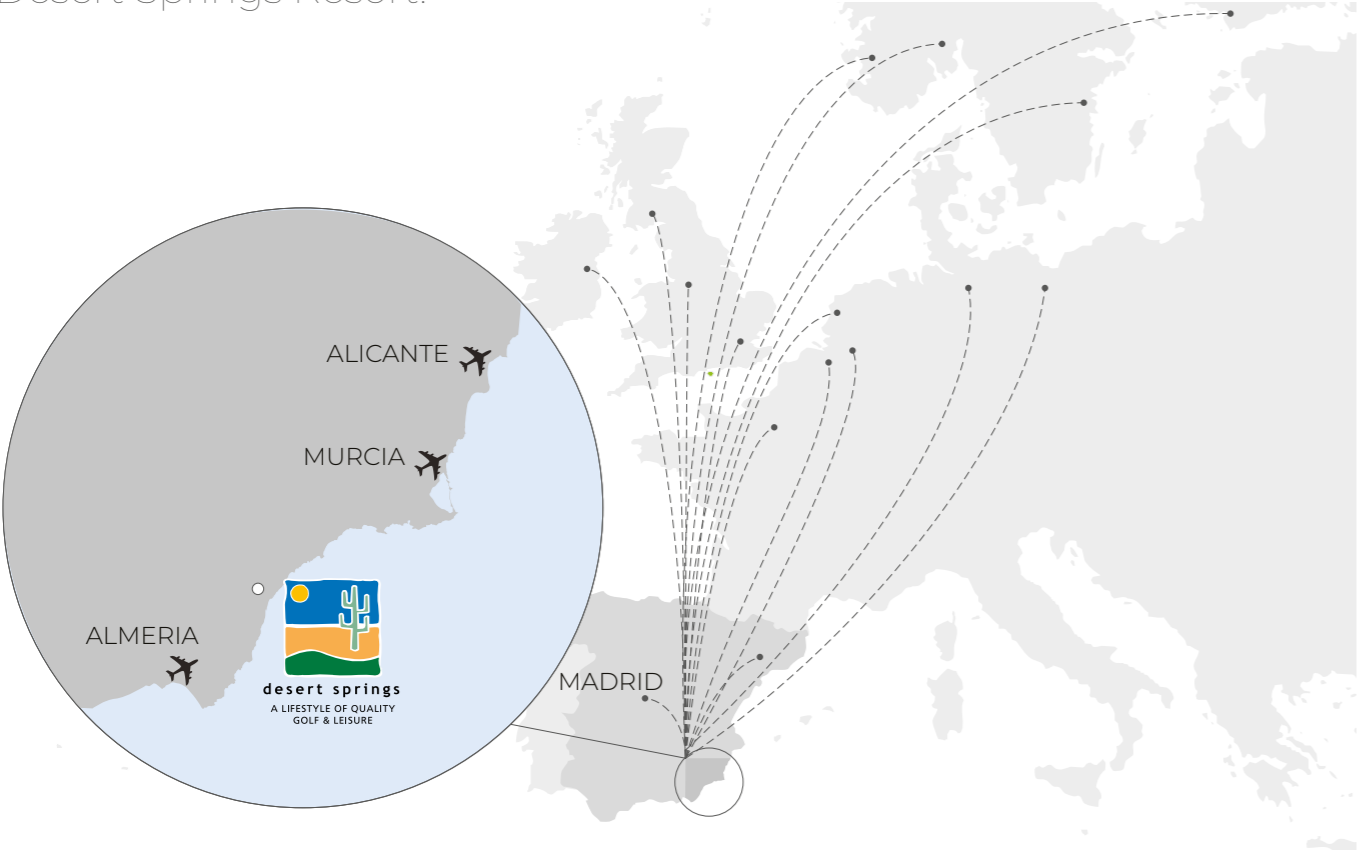 Desert Springs Resort.
ALICANTE
MURCIA
ALMERIA
desert springs
A LIFESTYLE OF QUALITY
GOLF & LEISURE
MADRID